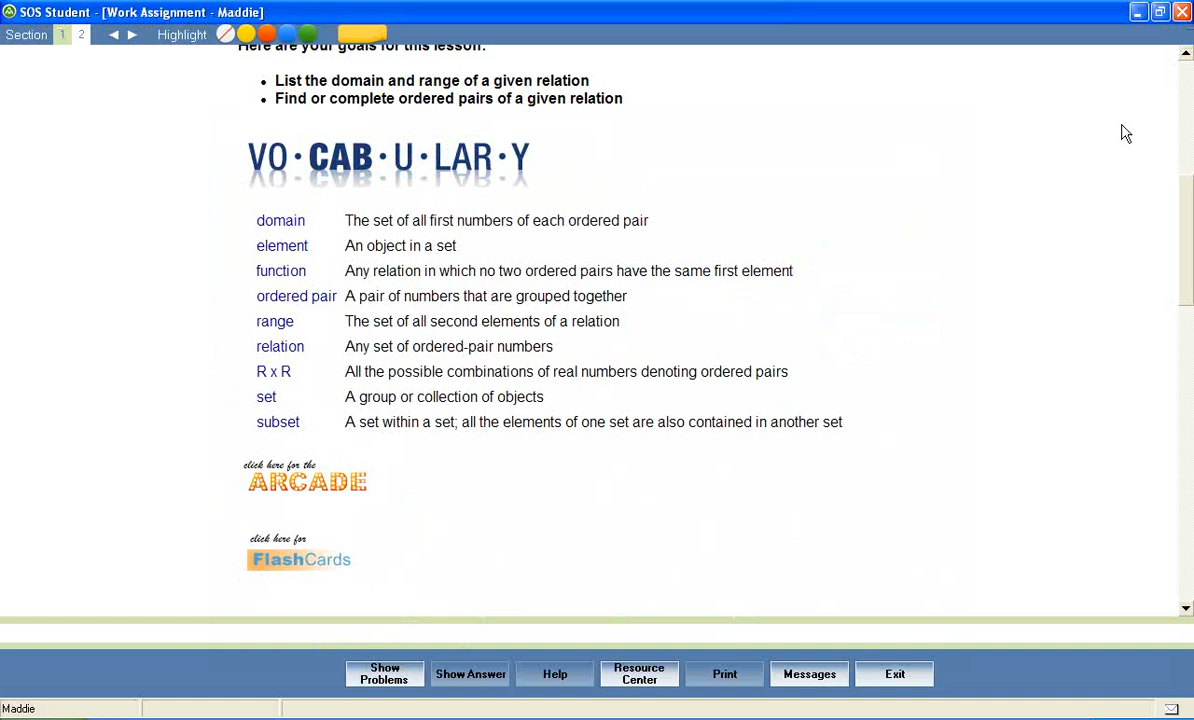 SOS Student - [Work Assignment - Maddie]
Section 1 2 Highlight
Here are your goals for this lesson:
• List the domain and range of a given relation
• Find or complete ordered pairs of a given relation
VO·CAB·U·LAR·Y
domain The set of all first numbers of each ordered pair
element An object in a set
function Any relation in which no two ordered pairs have the same first element
ordered pair A pair of numbers that are grouped together
range The set of all second elements of a relation
relation Any set of ordered-pair numbers
R x R All the possible combinations of real numbers denoting ordered pairs
set A group or collection of objects
subset A set within a set; all the elements of one set are also contained in another set
click here for the
ARCADE
click here for
FlashCards
Show Problems Show Answer Help Resource Center Print Messages Exit
Maddie